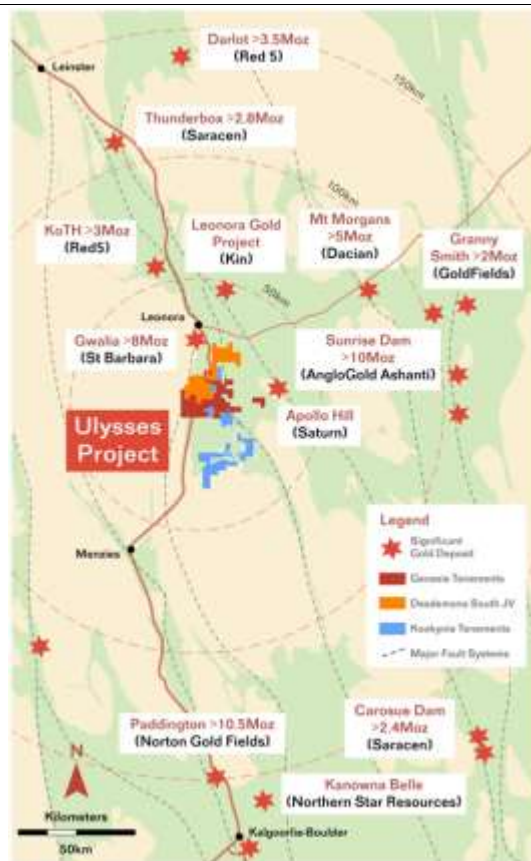 Darlot >3.5Moz
(Red 5)
Leinster
150km
Thunderbox >2.8Moz
(Saracen)
100km
KoTH >3Moz
(Red5)
Leonora Gold
Project
(Kin)
Mt Morgans
>5Moz
(Dacian)
Granny
Smith >2Moz
(GoldFields)
50km
Leonora
Gwalia >8Moz
(St Barbara)
Sunrise Dam
>10Moz
(AngloGold Ashanti)
Ulysses
Project
Apollo Hill
(Saturn)
Legend
Significant
Gold Deposit
Genesis Tenements
Desdemona South JV
Kookynie Tenements
Major Fault Systems
Menzies
Paddington >10.5Moz
(Norton Gold Fields)
Carosue Dam
>2.4Moz
(Saracen)
N
Kilometers
50km
Kanowna Belle
(Northern Star Resources)
Kalgoorlie-Boulder